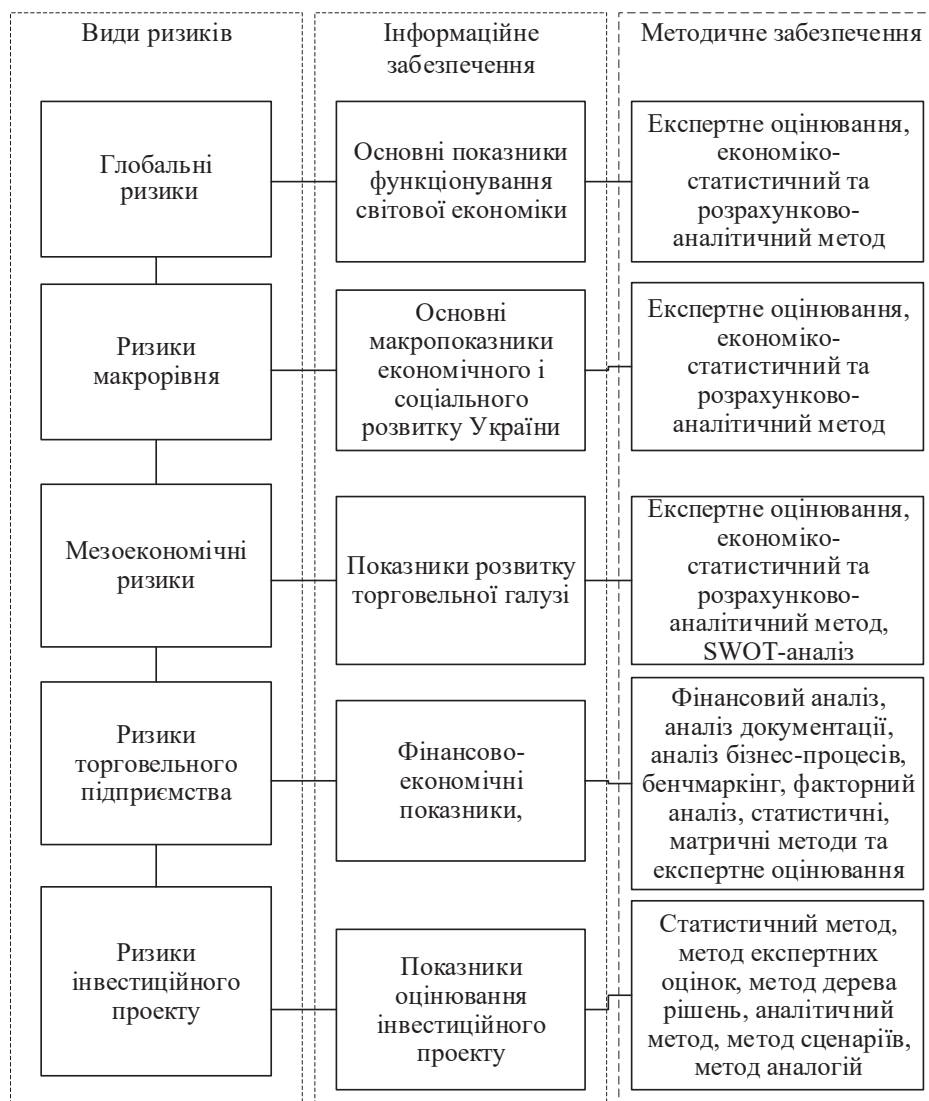 Види ризиків
Інформаційне
забезпечення
Методичне забезпечення
Глобальні
ризики
Основні показники
функціонування
світової економіки
Експертне оцінювання,
економіко-
статистичний та
розрахунково-
аналітичний метод
Ризики
макрорівня
Основні
макропоказники
економічного і
соціального
розвитку України
Експертне оцінювання,
економіко-
статистичний та
розрахунково-
аналітичний метод
Мезоекономічні
ризики
Показники розвитку
торговельної галузі
Експертне оцінювання,
економіко-
статистичний та
розрахунково-
аналітичний метод,
SWOT-аналіз
Ризики
торговельного
підприємства
Фінансово-
економічні
показники,
Фінансовий аналіз,
аналіз документації,
аналіз бізнес-процесів,
бенчмаркінг, факторний
аналіз, статистичні,
матричні методи та
експертне оцінювання
Ризики
інвестиційного
проекту
Показники
оцінювання
інвестиційного
проекту
Статистичний метод,
метод експертних
оцінок, метод дерева
рішень, аналітичний
метод, метод сценаріїв,
метод аналогій